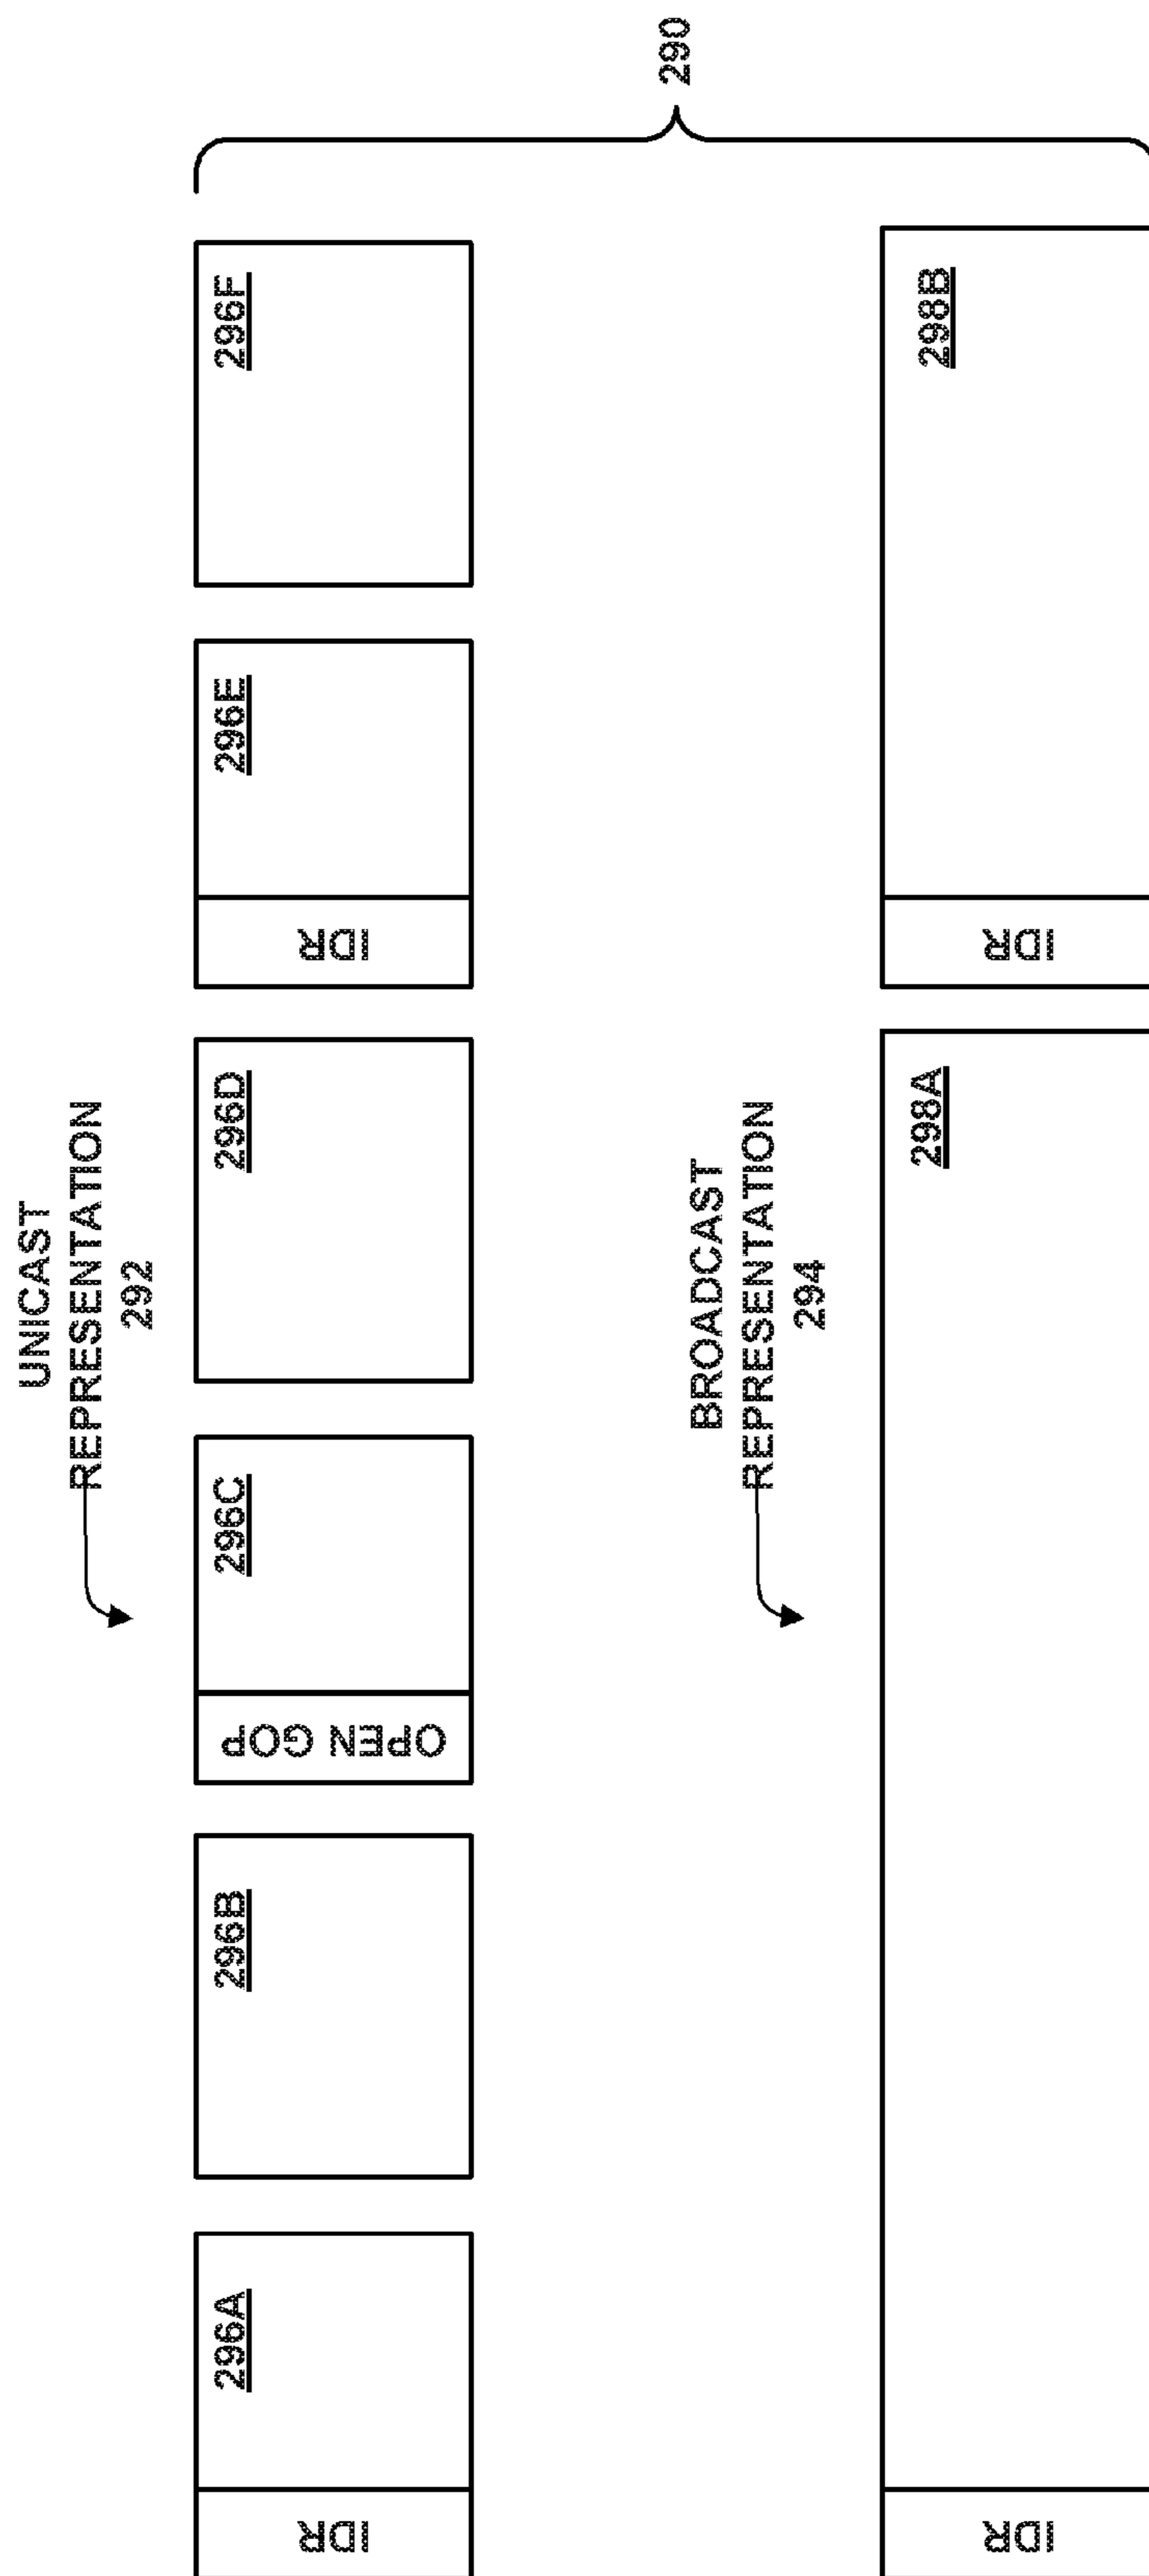 UNICAST
REPRESENTATION
292
IDR
296A
296B
OPEN GOP
296C
296D
IDR
296E
296F
290
BROADCAST
REPRESENTATION
294
IDR
298A
IDR
298B